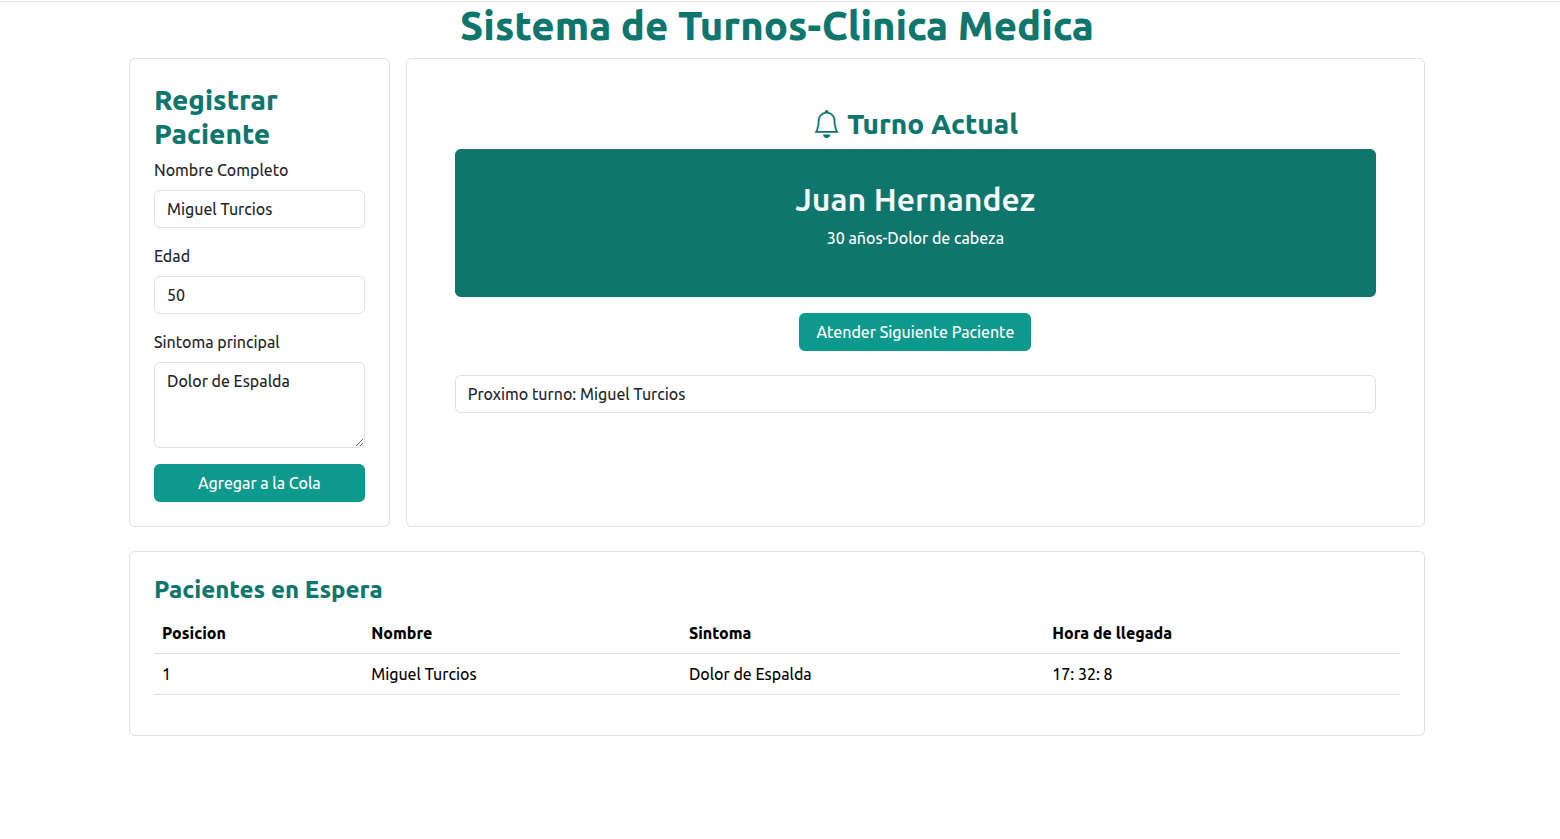 Sistema de Turnos-Clinica Medica
Registrar
Paciente
Nombre Completo
Miguel Turcios
Edad
50
Sintoma principal
Dolor de Espalda
Agregar a la Cola
Turno Actual
Juan Hernandez
30 años-Dolor de cabeza
Atender Siguiente Paciente
Proximo turno: Miguel Turcios
Pacientes en Espera
Posicion Nombre Sintoma Hora de llegada
1 Miguel Turcios Dolor de Espalda 17: 32: 8